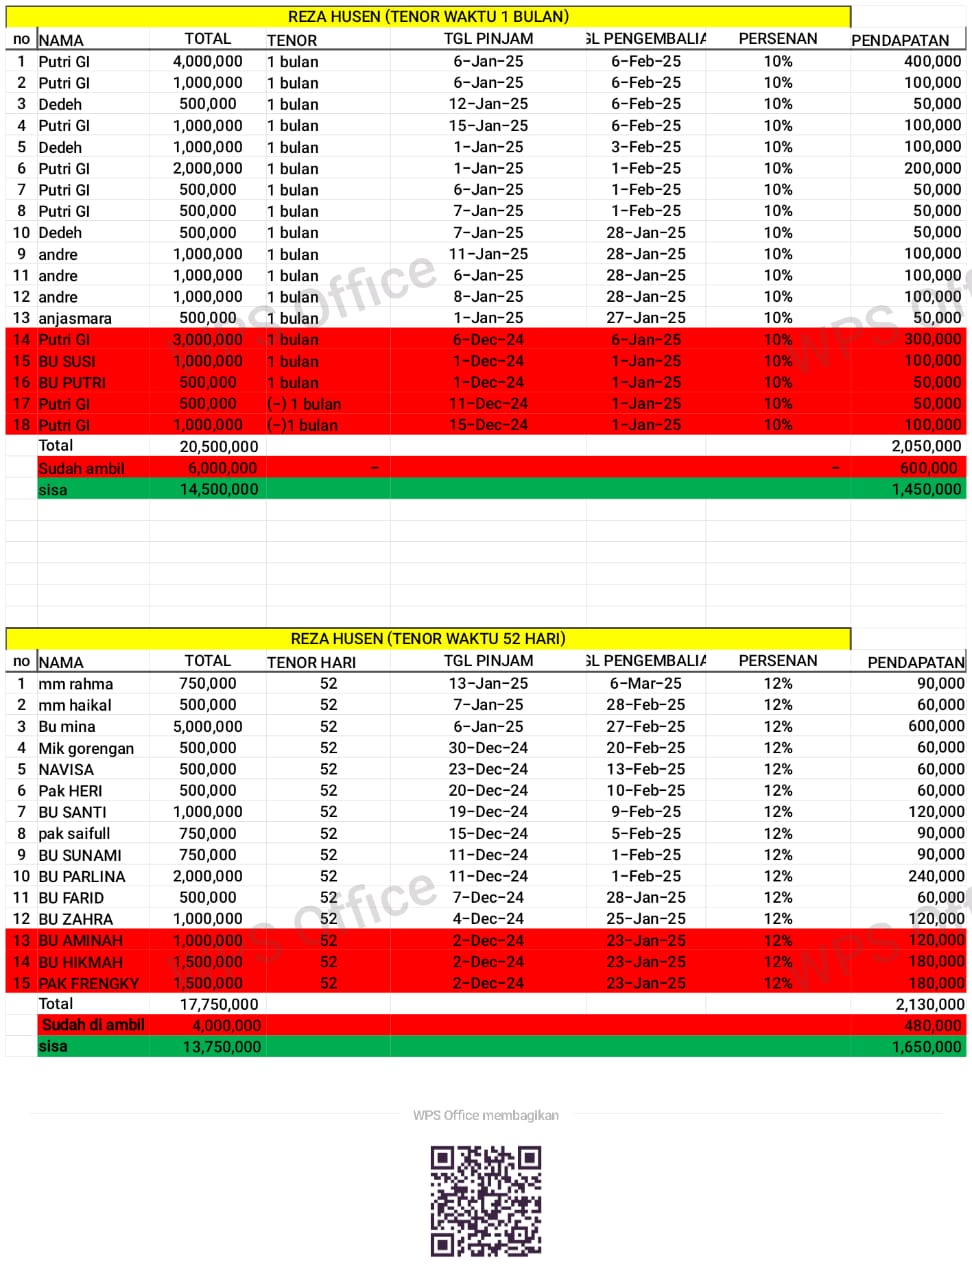 REZA HUSEN (TENOR WAKTU 1 BULAN)
no NAMA TOTAL TENOR TGL PINJAM GL PENGEMBALIA PERSENAN PENDAPATAN
1 Putri GI 4,000,000 1 bulan 6-Jan-25 6-Feb-25 10% 400,000
2 Putri GI 1,000,000 1 bulan 6-Jan-25 6-Feb-25 10% 100,000
3 Dedeh 500,000 1 bulan 12-Jan-25 6-Feb-25 10% 50,000
4 Putri GI 1,000,000 1 bulan 15-Jan-25 6-Feb-25 10% 100,000
5 Dedeh 1,000,000 1 bulan 1-Jan-25 3-Feb-25 10% 100,000
6 Putri GI 2,000,000 1 bulan 1-Jan-25 1-Feb-25 10% 200,000
7 Putri GI 500,000 1 bulan 6-Jan-25 1-Feb-25 10% 50,000
8 Putri GI 500,000 1 bulan 7-Jan-25 1-Feb-25 10% 50,000
10 Dedeh 500,000 1 bulan 7-Jan-25 28-Jan-25 10% 50,000
9 andre 1,000,000 1 bulan 11-Jan-25 28-Jan-25 10% 100,000
11 andre 1,000,000 1 bulan 6-Jan-25 28-Jan-25 10% 100,000
12 andre 1,000,000 1 bulan 8-Jan-25 28-Jan-25 10% 100,000
13 anjasmara 500,000 1 bulan 1-Jan-25 27-Jan-25 10% 50,000
14 Putri GI 3,000,000 1 bulan 6-Dec-24 6-Jan-25 10% 300,000
15 BU SUSI 1,000,000 1 bulan 1-Dec-24 1-Jan-25 10% 100,000
16 BU PUTRI 500,000 1 bulan 1-Dec-24 1-Jan-25 10% 50,000
17 Putri GI 500,000 (-) 1 bulan 11-Dec-24 1-Jan-25 10% 50,000
18 Putri GI 1,000,000 (-)1 bulan 15-Dec-24 1-Jan-25 10% 100,000
Total 20,500,000 2,050,000
Sudah ambil 6,000,000 - - 600,000
sisa 14,500,000 1,450,000
REZA HUSEN (TENOR WAKTU 52 HARI)
no NAMA TOTAL TENOR HARI TGL PINJAM GL PENGEMBALIA PERSENAN PENDAPATAN
1 mm rahma 750,000 52 13-Jan-25 6-Mar-25 12% 90,000
2 mm haikal 500,000 52 7-Jan-25 28-Feb-25 12% 60,000
3 Bu mina 5,000,000 52 6-Jan-25 27-Feb-25 12% 600,000
4 Mik gorengan 500,000 52 30-Dec-24 20-Feb-25 12% 60,000
5 NAVISA 500,000 52 23-Dec-24 13-Feb-25 12% 60,000
6 Pak HERI 500,000 52 20-Dec-24 10-Feb-25 12% 60,000
7 BU SANTI 1,000,000 52 19-Dec-24 9-Feb-25 12% 120,000
8 pak saifull 750,000 52 15-Dec-24 5-Feb-25 12% 90,000
9 BU SUNAMI 750,000 52 11-Dec-24 1-Feb-25 12% 90,000
10 BU PARLINA 2,000,000 52 11-Dec-24 1-Feb-25 12% 240,000
11 BU FARID 500,000 52 7-Dec-24 28-Jan-25 12% 60,000
12 BU ZAHRA 1,000,000 52 4-Dec-24 25-Jan-25 12% 120,000
13 BU AMINAH 1,000,000 52 2-Dec-24 23-Jan-25 12% 120,000
14 BU HIKMAH 1,500,000 52 2-Dec-24 23-Jan-25 12% 180,000
15 PAK FRENGKY 1,500,000 52 2-Dec-24 23-Jan-25 12% 180,000
Total 17,750,000 2,130,000
Sudah di ambil 4,000,000 480,000
sisa 13,750,000 1,650,000
WPS Office membagikan